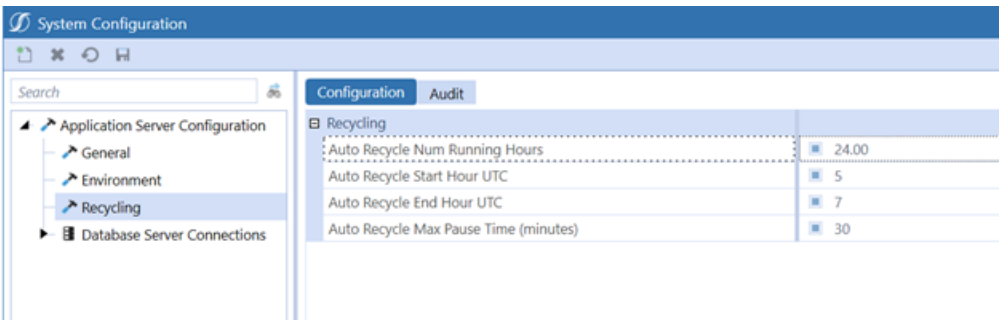 System Configuration
Search
Configuration
Audit
Application Server Configuration
General
Environment
Recycling
Database Server Connections
Recycling
Auto Recycle Num Running Hours 24.00
Auto Recycle Start Hour UTC 5
Auto Recycle End Hour UTC 7
Auto Recycle Max Pause Time (minutes) 30